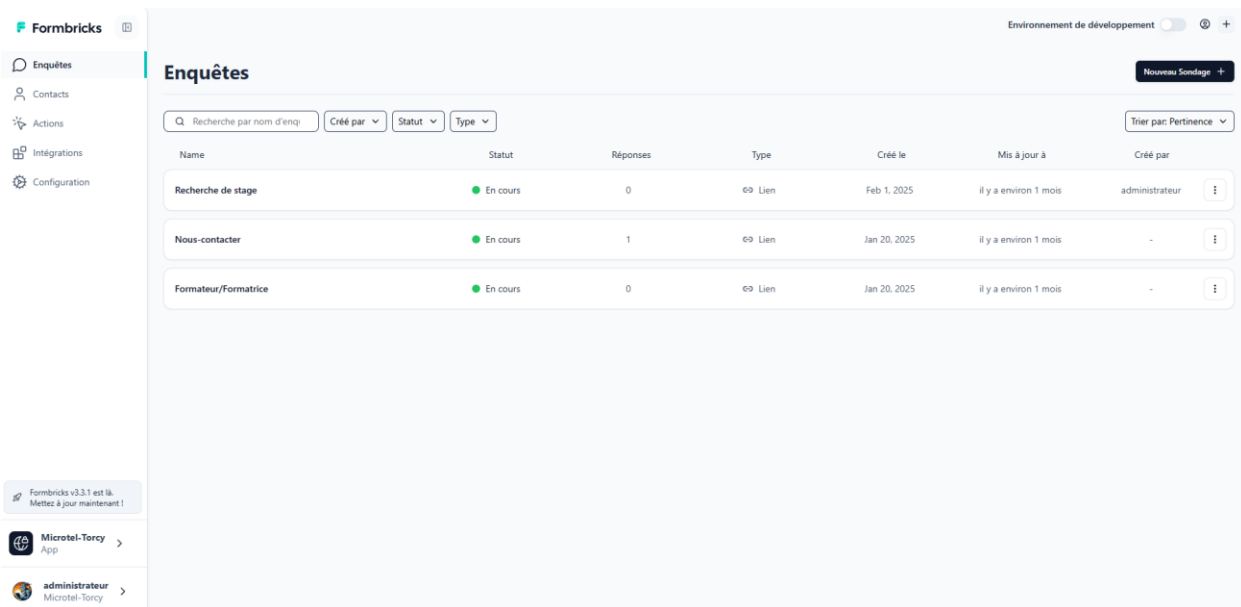 Formbricks
Environnement de développement
Enquêtes
Contacts
Actions
Intégrations
Configuration
Enquêtes
Nouveau Sondage +
Recherche par nom d'enq
Créé par
Statut
Type
Trier par: Pertinence
Name Statut Réponses Type Créé le Mis à jour à Créé par
Recherche de stage En cours 0 Lien Feb 1, 2025 il y a environ 1 mois administrateur
Nous-contacter En cours 1 Lien Jan 20, 2025 il y a environ 1 mois -
Formateur/Formatrice En cours 0 Lien Jan 20, 2025 il y a environ 1 mois -
Formbricks v3.3.1 est là.
Mettez à jour maintenant !
Microtel-Torcy
App
administrateur
Microtel-Torcy